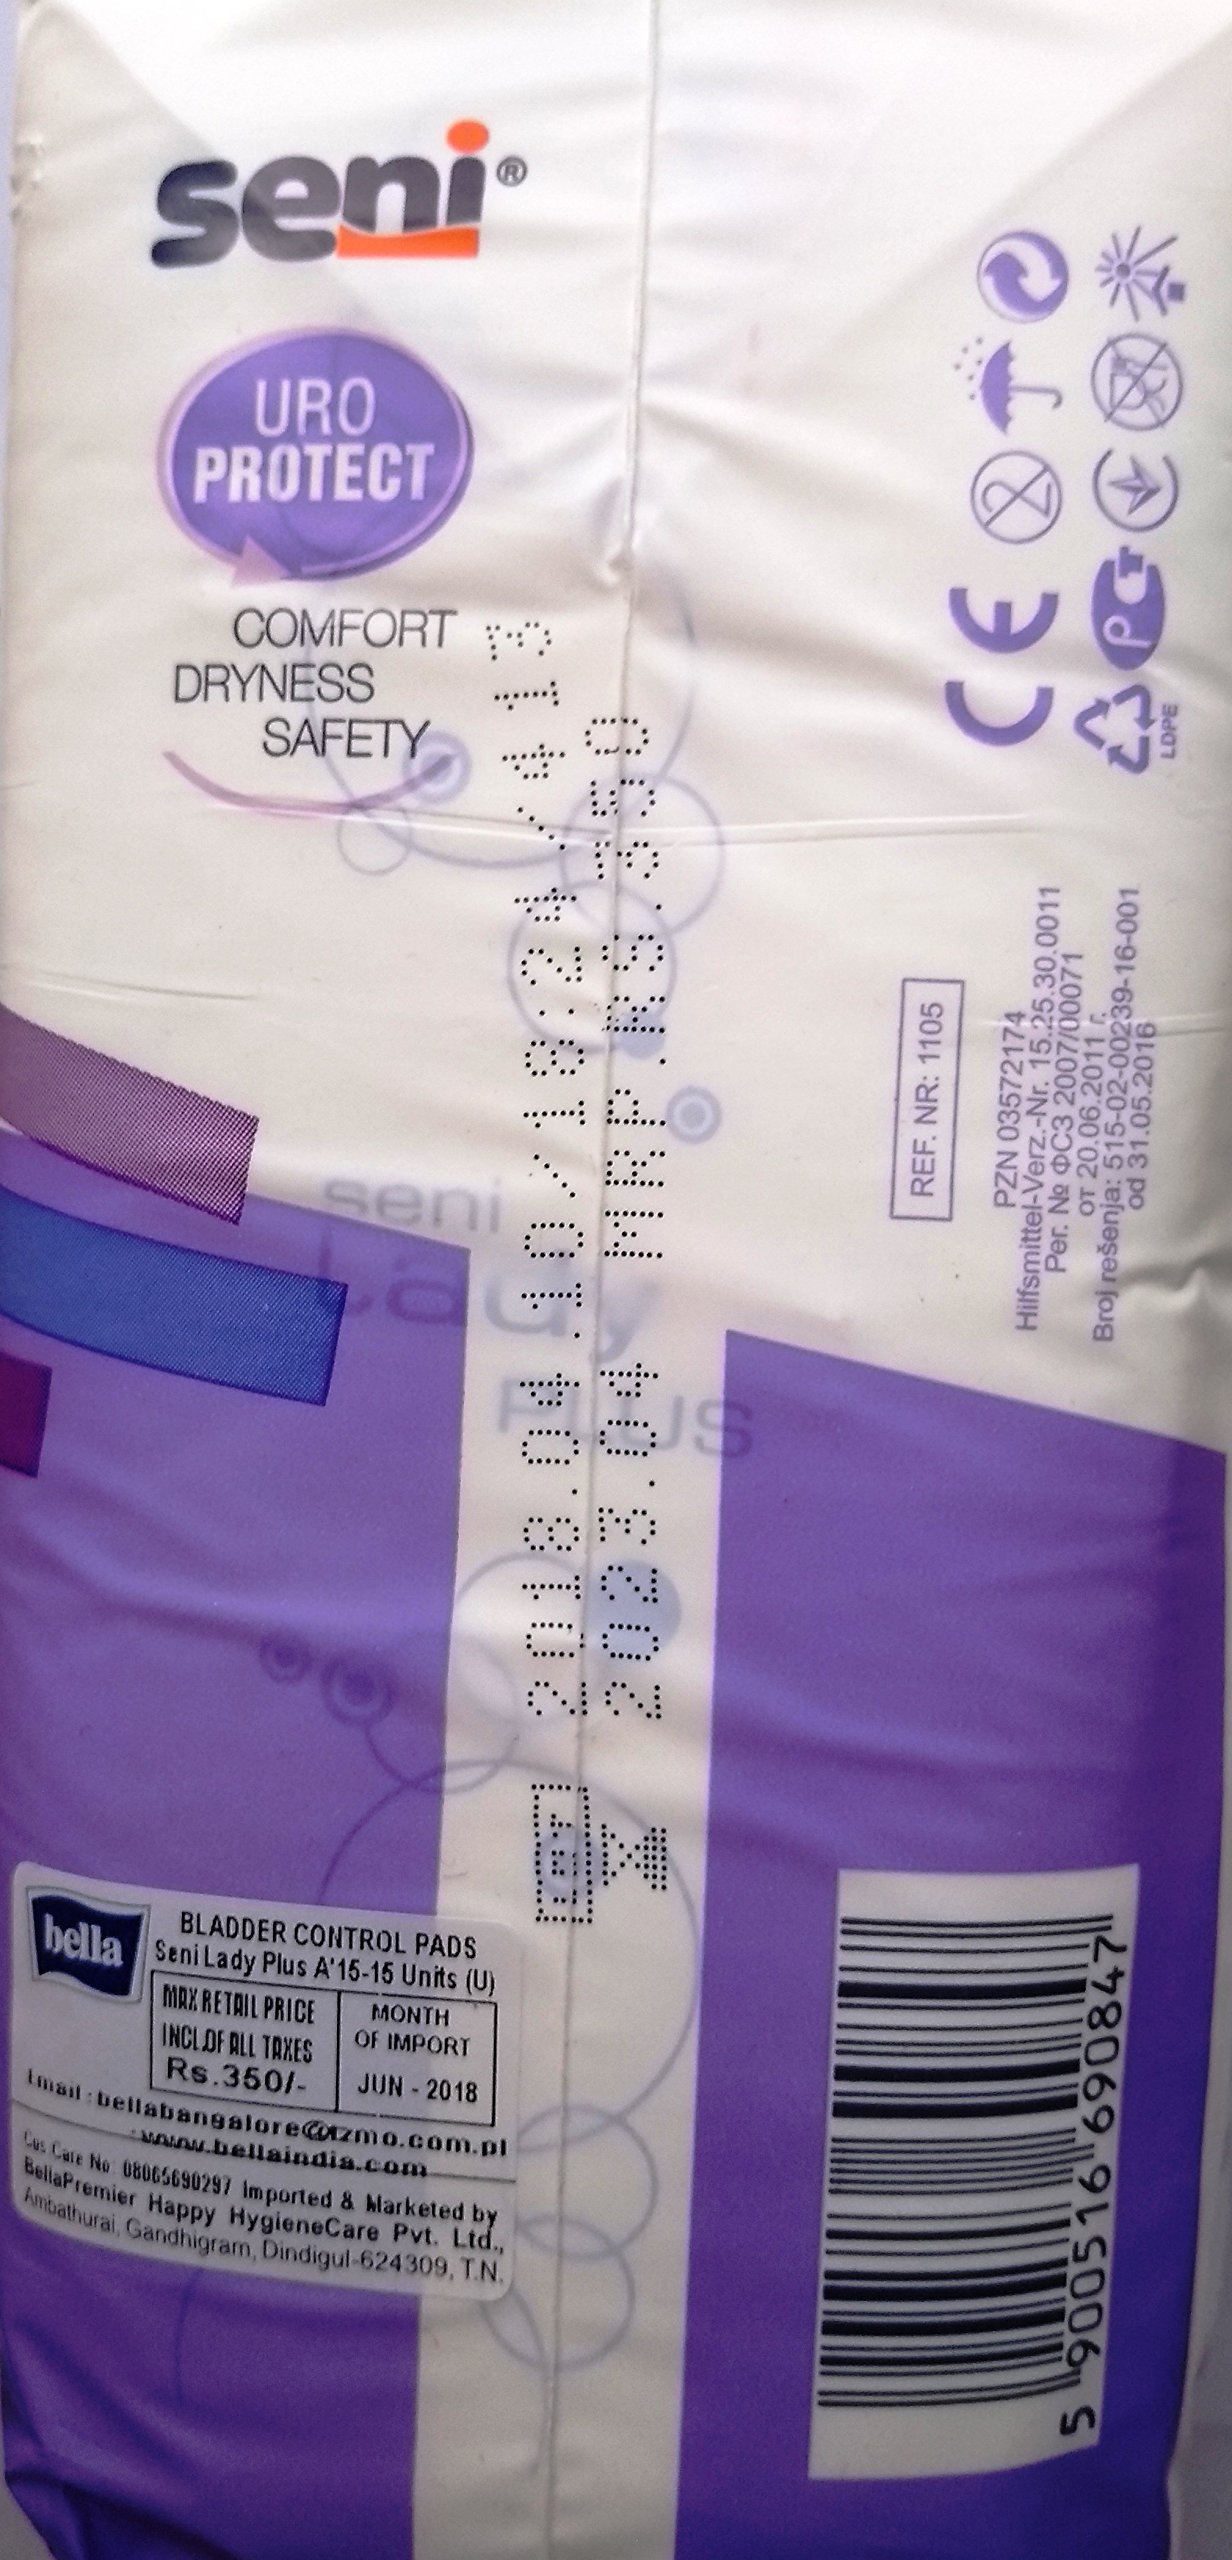 seni®
URO
PROTECT
COMFORT
DRYNESS
SAFETY
2018.04.10/18:24/413
2023.04 MRP.RS.350
seni
Lady
PLUS
LDPE
REF. NR: 1105
PZN 03572174
Hilfsmittel-Verz.-Nr. 15.25.30.0011
Рег. № ФСЗ 2007/00071
от 20.06.2011 г.
Broj rešenja: 515-02-00239-16-001
od 31.05.2016
bella
BLADDER CONTROL PADS
Seni Lady Plus A'15-15 Units (U)
MAX RETAIL PRICE
INCL.OF ALL TAXES
Rs.350/-
MONTH
OF IMPORT
JUN - 2018
Email : bellabangalore@tzmo.com.pl
: www.bellaindia.com
Cus Care No: 08065690297 Imported & Marketed by
BellaPremier Happy HygieneCare Pvt. Ltd.,
Ambathurai, Gandhigram, Dindigul-624309, T.N.
5 900516 690847